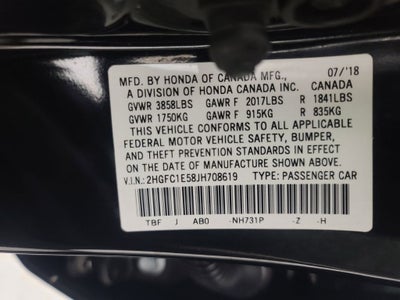 MFD. BY HONDA OF CANADA MFG., 07/'18
A DIVISION OF HONDA CANADA INC. CANADA
GVWR 3858LBS GAWR F 2017LBS R 1841LBS
GVWR 1750KG GAWR F 915KG R 835KG
THIS VEHICLE CONFORMS TO ALL APPLICABLE
FEDERAL MOTOR VEHICLE SAFETY, BUMPER,
AND THEFT PREVENTION STANDARDS IN EFFECT
ON THE DATE OF MANUFACTURE SHOWN ABOVE.
V.I.N.: 2HGFC1E58JH708619 TYPE: PASSENGER CAR
TBF J AB0 -NH731P -Z -H